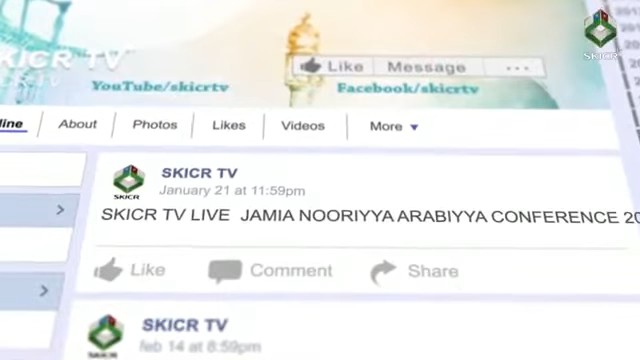 SKICR TV
Like
Message
...
YouTube/skicrtv
Facebook/skicrtv
SKICR
About
Photos
Likes
Videos
More
SKICR TV
January 21 at 11:59pm
SKICR
SKICR TV LIVE JAMIA NOORIYYA ARABIYYA CONFERENCE
Like
Comment
Share
SKICR TV
feb 14 at 8:59pm
SKICR